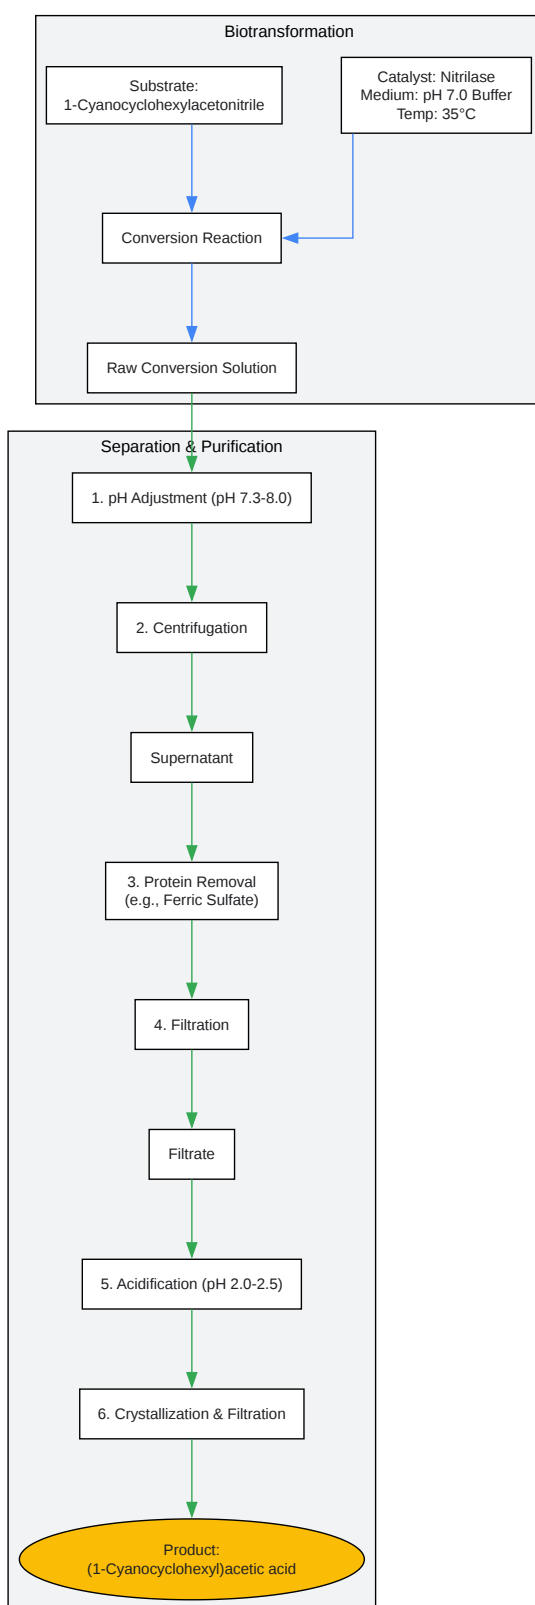 Biotransformation
Substrate:
1-Cyanocyclohexylacetonitrile
Catalyst: Nitrilase
Medium: pH 7.0 Buffer
Temp: 35°C
Conversion Reaction
Raw Conversion Solution
Separation & Purification
1. pH Adjustment (pH 7.3-8.0)
2. Centrifugation
Supernatant
3. Protein Removal
(e.g., Ferric Sulfate)
4. Filtration
Filtrate
5. Acidification (pH 2.0-2.5)
6. Crystallization & Filtration
Product:
(1-Cyanocyclohexyl)acetic acid